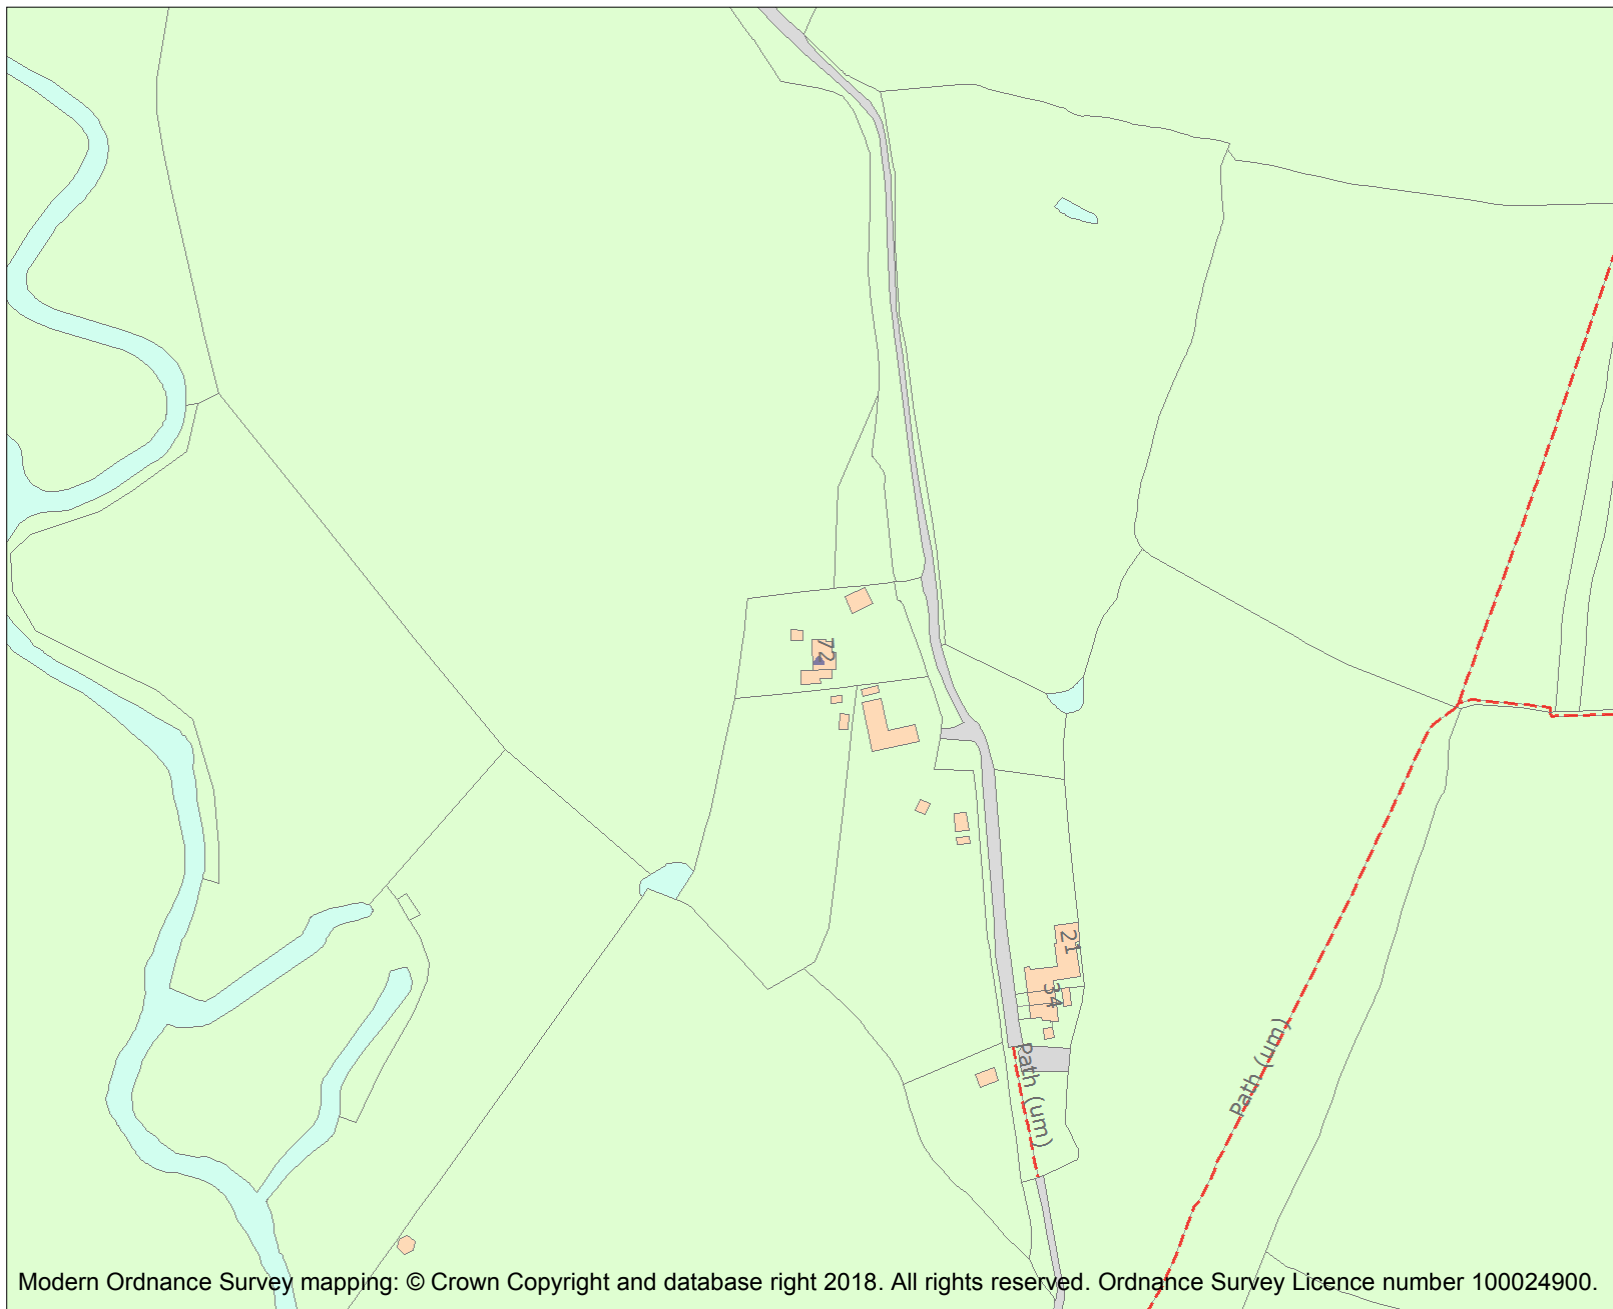 72
21
34
Path (um)
Path (um)
Modern Ordnance Survey mapping: © Crown Copyright and database right 2018. All rights reserved. Ordnance Survey Licence number 100024900.